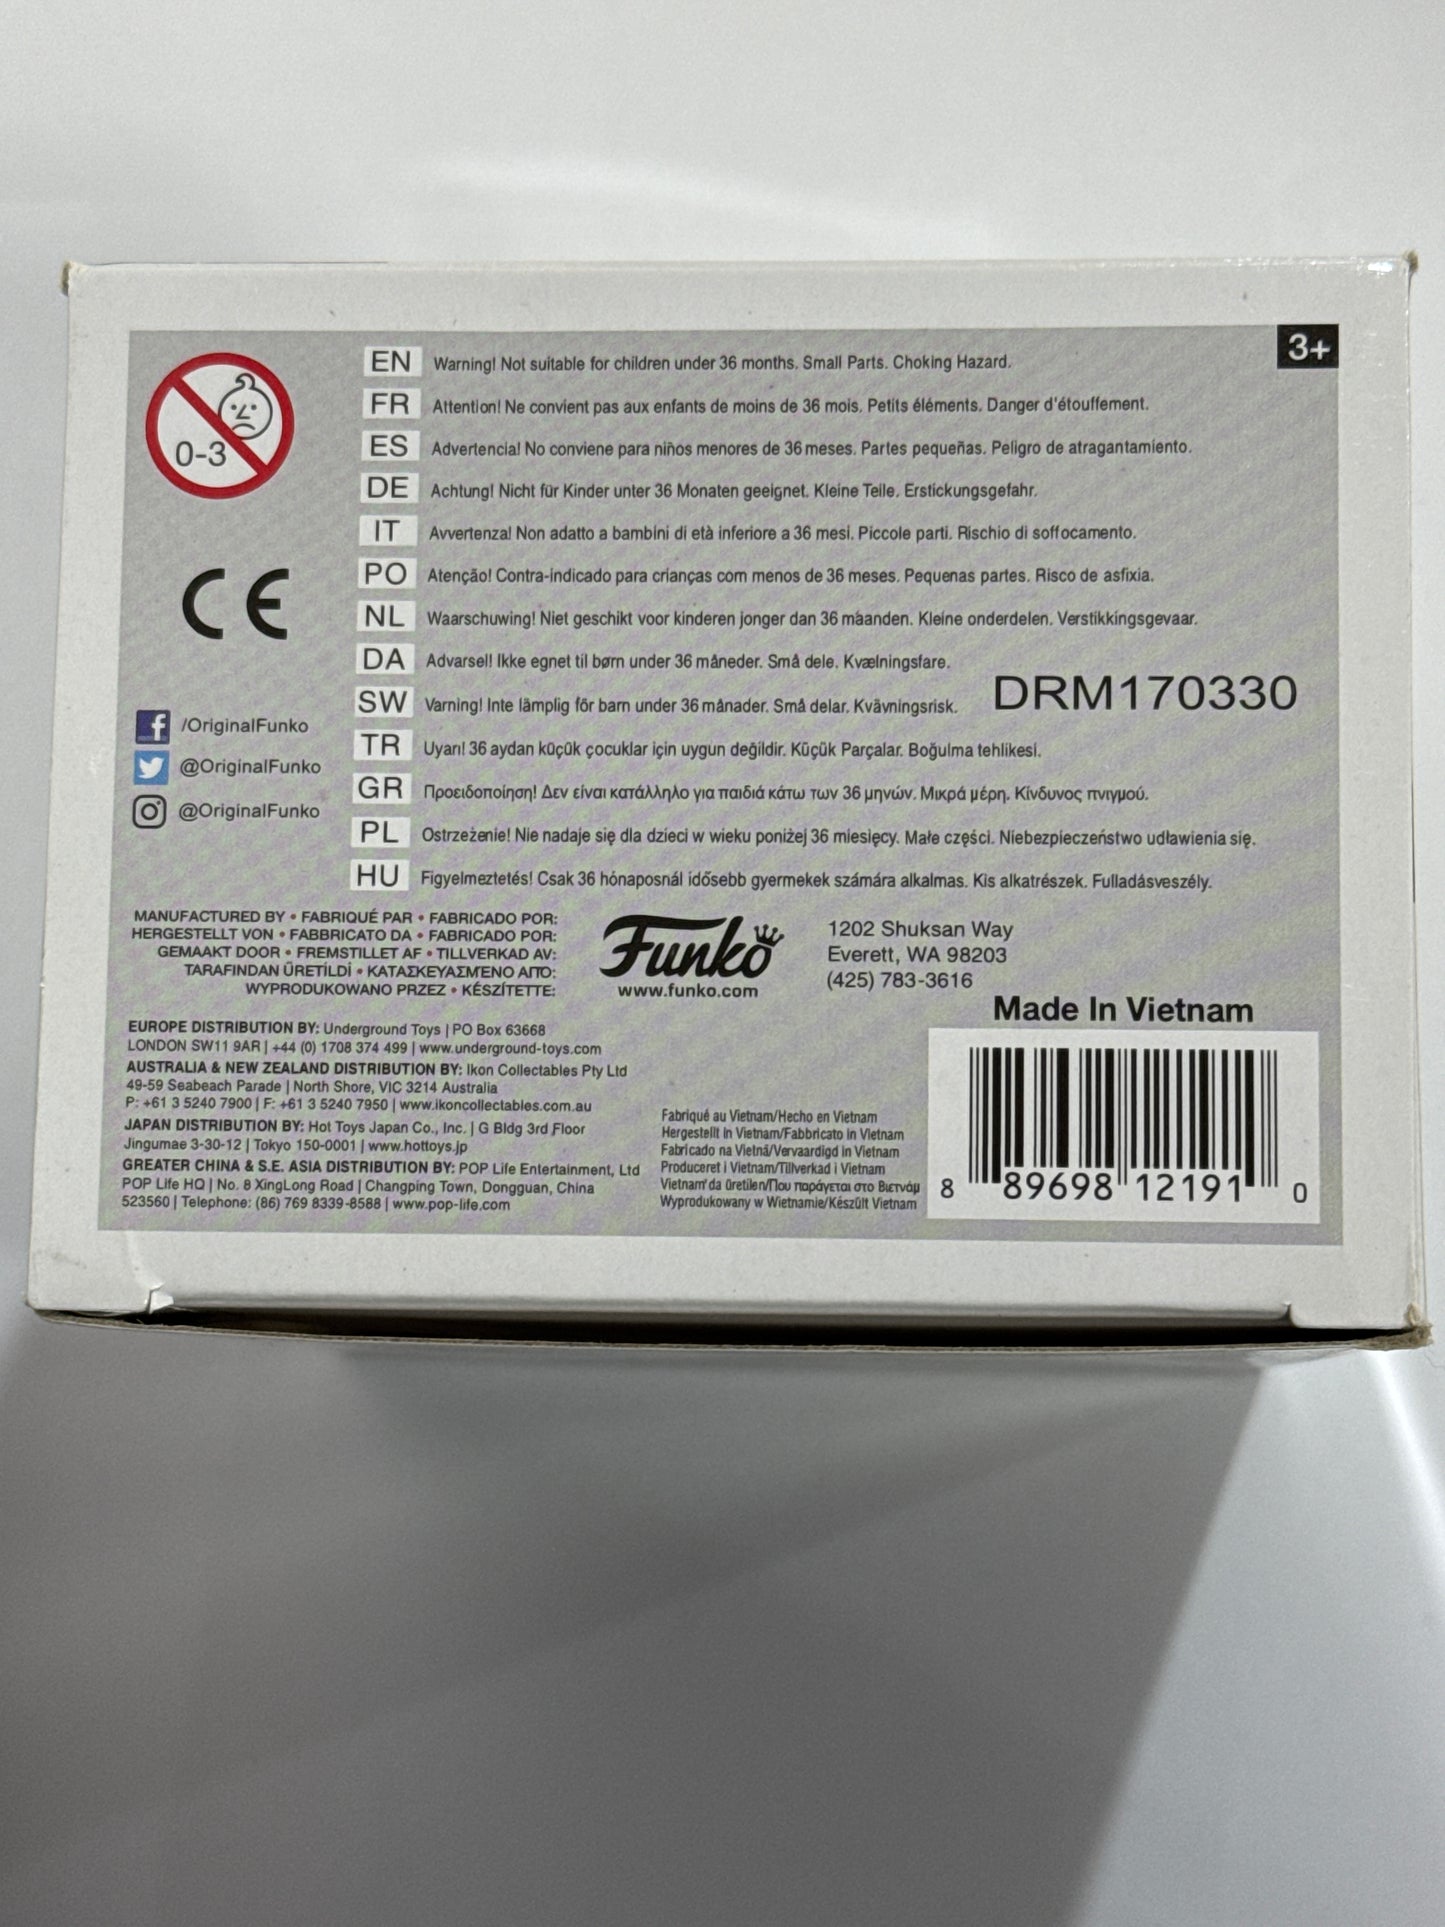 3+
0-3
EN Warning! Not suitable for children under 36 months. Small Parts. Choking Hazard.
FR Attention! Ne convient pas aux enfants de moins de 36 mois. Petits éléments. Danger d'étouffement.
ES Advertencia! No conviene para niños menores de 36 meses. Partes pequeñas. Peligro de atragantamiento.
DE Achtung! Nicht für Kinder unter 36 Monaten geeignet. Kleine Teile. Erstickungsgefahr.
IT Avvertenza! Non adatto a bambini di età inferiore a 36 mesi. Piccole parti. Rischio di soffocamento.
PO Atenção! Contra-indicado para crianças com menos de 36 meses. Pequenas partes. Risco de asfixia.
NL Waarschuwing! Niet geschikt voor kinderen jonger dan 36 maanden. Kleine onderdelen. Verstikkingsgevaar.
DA Advarsel! Ikke egnet til børn under 36 måneder. Små dele. Kvælningsfare.
SW Varning! Inte lämplig för barn under 36 månader. Små delar. Kvävningsrisk.
TR Uyarı! 36 aydan küçük çocuklar için uygun değildir. Küçük Parçalar. Boğulma tehlikesi.
GR Προειδοποίηση! Δεν είναι κατάλληλο για παιδιά κάτω των 36 μηνών. Μικρά μέρη. Κίνδυνος πνιγμού.
PL Ostrzeżenie! Nie nadaje się dla dzieci w wieku poniżej 36 miesięcy. Małe części. Niebezpieczeństwo udławienia się.
HU Figyelmeztetés! Csak 36 hónaposnál idősebb gyermekek számára alkalmas. Kis alkatrészek. Fulladásveszély.
CE
DRM170330
/OriginalFunko
@OriginalFunko
@OriginalFunko
MANUFACTURED BY • FABRIQUÉ PAR • FABRICADO POR:
HERGESTELLT VON • FABBRICATO DA • FABRICADO POR:
GEMAAKT DOOR • FREMSTILLET AF • TILLVERKAD AV:
TARAFINDAN ÜRETİLDİ • ΚΑΤΑΣΚΕΥΑΣΜΈΝΟ ΑΠΌ:
WYPRODUKOWANO PRZEZ • KÉSZÍTETTE:
Funko
www.funko.com
1202 Shuksan Way
Everett, WA 98203
(425) 783-3616
Made In Vietnam
EUROPE DISTRIBUTION BY: Underground Toys | PO Box 63668
LONDON SW11 9AR | +44 (0) 1708 374 499 | www.underground-toys.com
AUSTRALIA & NEW ZEALAND DISTRIBUTION BY: Ikon Collectables Pty Ltd
49-59 Seabeach Parade | North Shore, VIC 3214 Australia
P: +61 3 5240 7900 | F: +61 3 5240 7950 | www.ikoncollectables.com.au
JAPAN DISTRIBUTION BY: Hot Toys Japan Co., Inc. | G Bldg 3rd Floor
Jingumae 3-30-12 | Tokyo 150-0001 | www.hottoys.jp
GREATER CHINA & S.E. ASIA DISTRIBUTION BY: POP Life Entertainment, Ltd
POP Life HQ | No. 8 XingLong Road | Changping Town, Dongguan, China
523560 | Telephone: (86) 769 8339-8588 | www.pop-life.com
Fabriqué au Vietnam/Hecho en Vietnam
Hergestellt in Vietnam/Fabbricato in Vietnam
Fabricado na Vietnã/Vervaardigd in Vietnam
Produceret i Vietnam/Tillverkad i Vietnam
Vietnam'da üretilen/Που παράγεται στο Βιετνάμ
Wyprodukowany w Wietnamie/Készült Vietnam
8 89698 12191 0